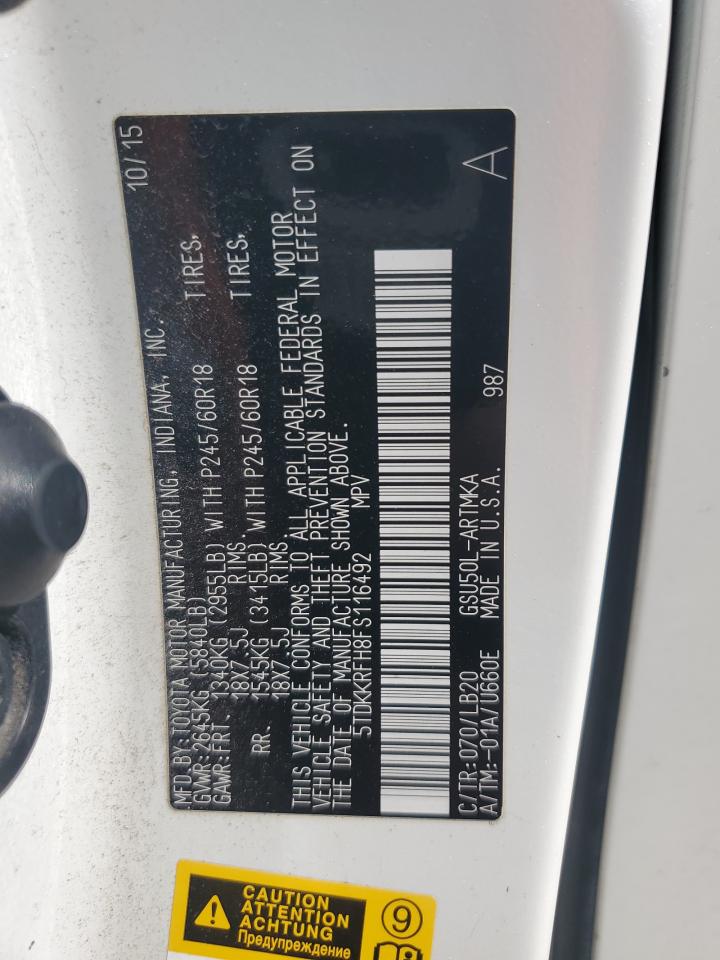 MFD. BY: TOYOTA MOTOR MANUFACTURING, INDIANA, INC. 10/15
GVWR: 2645KG (5840LB)
GAWR: FRT. 1340KG (2955LB) WITH P245/60R18 TIRES,
18X7.5J RIMS.
RR. 1545KG (3415LB) WITH P245/60R18 TIRES,
18X7.5J RIMS.
THIS VEHICLE CONFORMS TO ALL APPLICABLE FEDERAL MOTOR
VEHICLE SAFETY AND THEFT PREVENTION STANDARDS IN EFFECT ON
THE DATE OF MANUFACTURE SHOWN ABOVE.
5TDKKRFH8FS116492 MPV
C/TR: 070/LB20 GSU50L-ARTMKA A
A/TM: -01A/U660E MADE IN U.S.A. 987
CAUTION
ATTENTION
ACHTUNG
Предупреждение
9